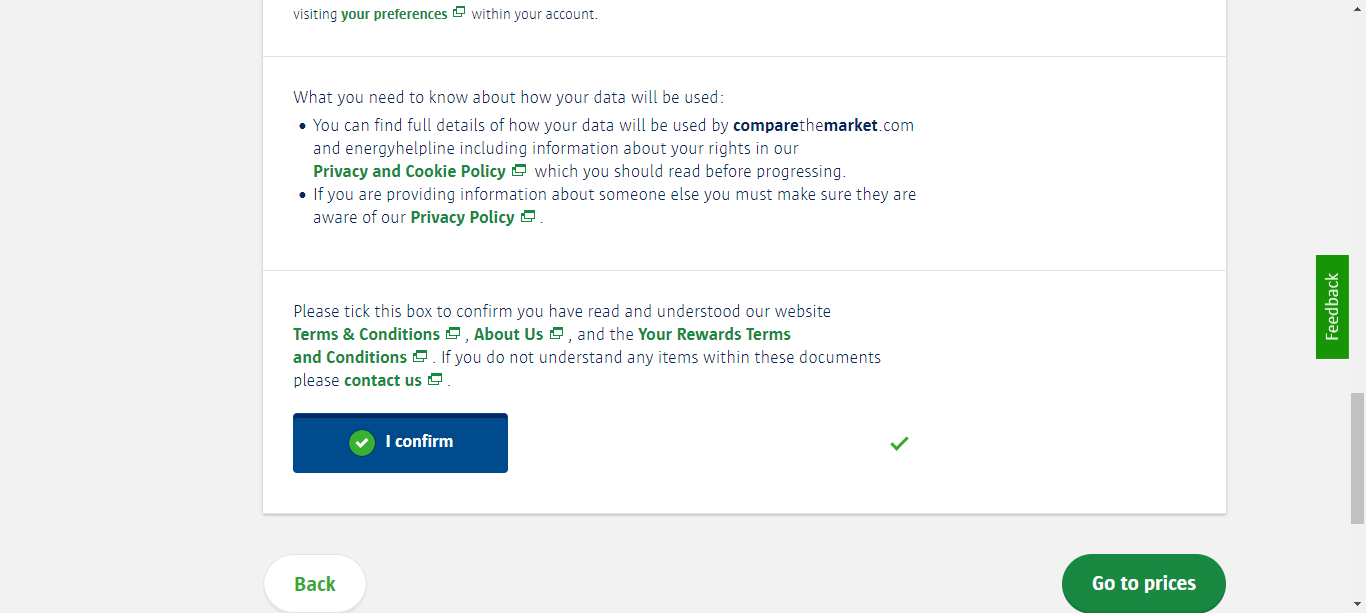 visiting your preferences within your account.
What you need to know about how your data will be used:
You can find full details of how your data will be used by comparethemarket.com
and energyhelpline including information about your rights in our
Privacy and Cookie Policy which you should read before progressing.
If you are providing information about someone else you must make sure they are
aware of our Privacy Policy .
Please tick this box to confirm you have read and understood our website
Terms & Conditions , About Us , and the Your Rewards Terms
and Conditions . If you do not understand any items within these documents
please contact us .
I confirm
Feedback
Back
Go to prices